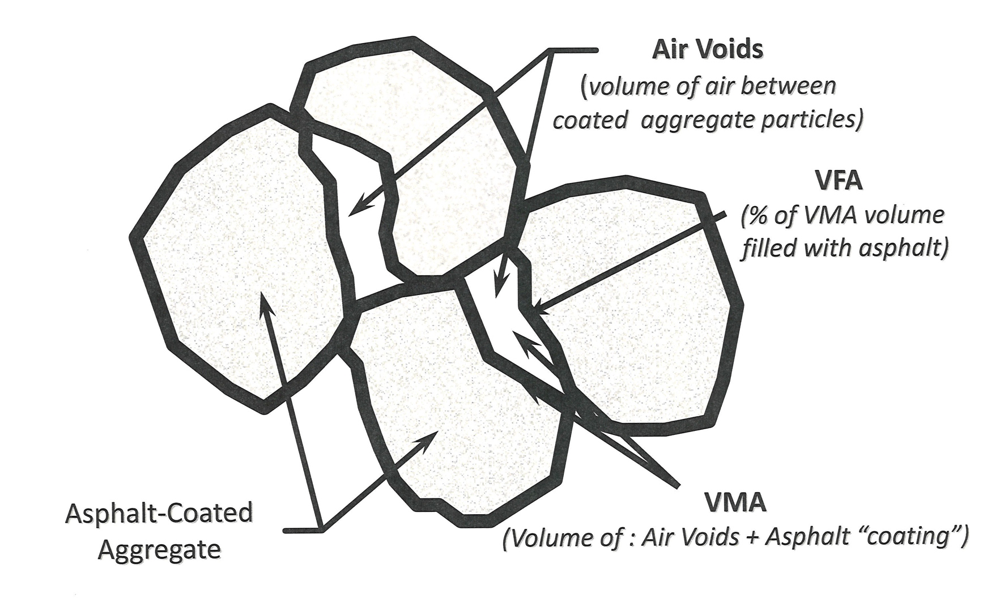 Air Voids
(volume of air between
coated aggregate particles)
VFA
(% of VMA volume
filled with asphalt)
Asphalt-Coated
Aggregate
VMA
(Volume of : Air Voids + Asphalt “coating”)